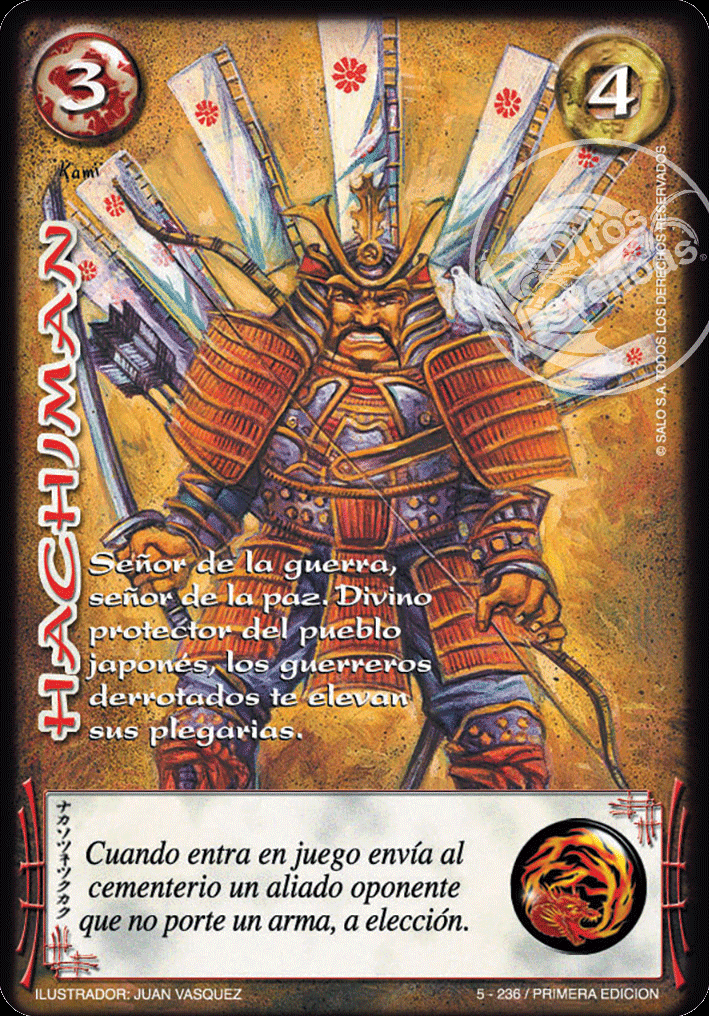 3
4
Kami
HACHIMAN
Mitos
Leyendas®
© SALO S.A. TODOS LOS DERECHOS RESERVADOS
Señor de la guerra,
señor de la paz. Divino
protector del pueblo
japonés, los guerreros
derrotados te elevan
sus plegarias.
ナカソツネツクカク
Cuando entra en juego envía al
cementerio un aliado oponente
que no porte un arma, a elección.
ILUSTRADOR: JUAN VASQUEZ
5 - 236 / PRIMERA EDICION